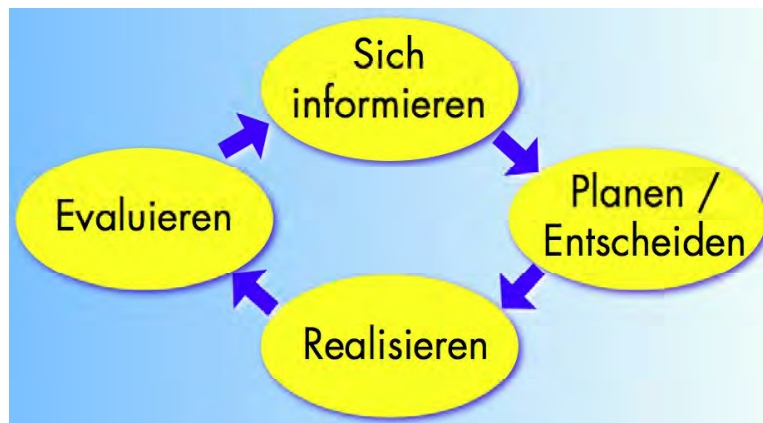 Sich
informieren
Planen /
Entscheiden
Realisieren
Evaluieren